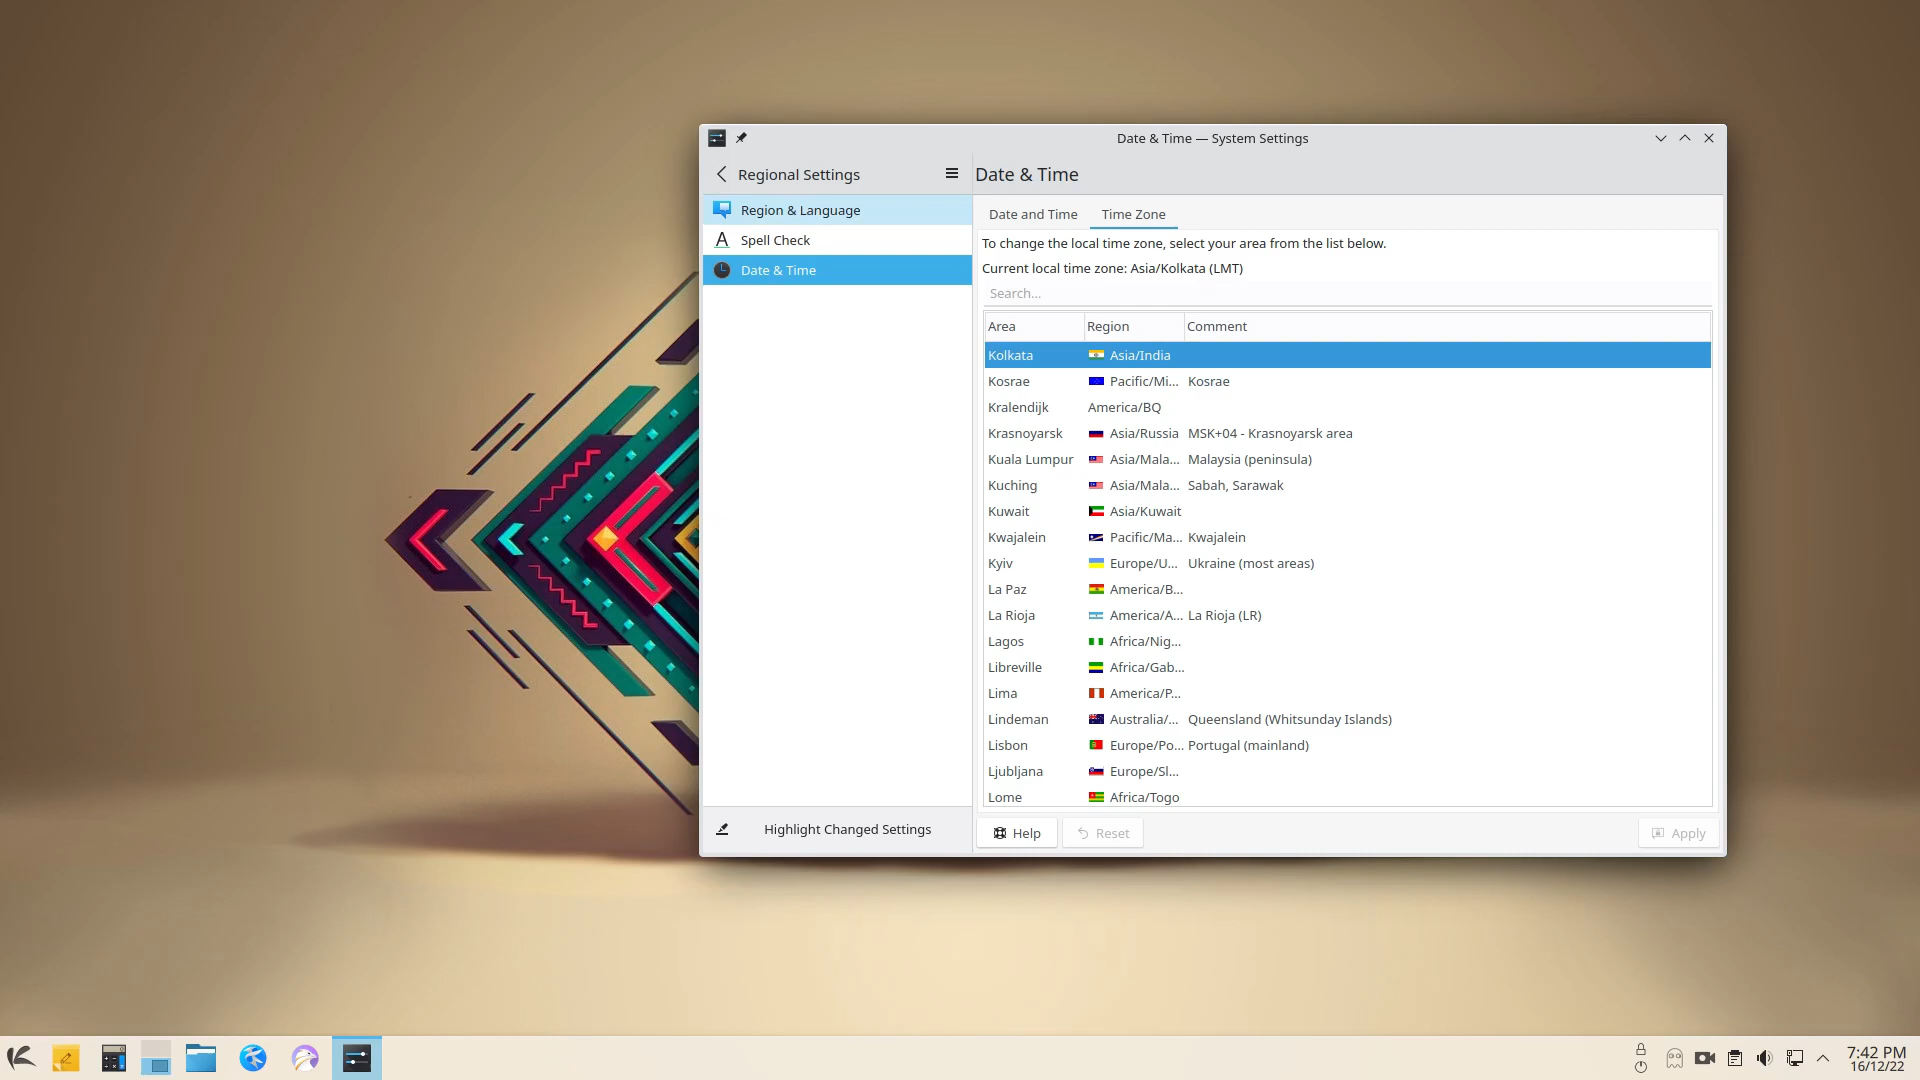 Date & Time — System Settings
Regional Settings
Date & Time
Region & Language
Spell Check
Date & Time
Date and Time Time Zone
To change the local time zone, select your area from the list below.
Current local time zone: Asia/Kolkata (LMT)
Search...
Area Region Comment
Kolkata Asia/India
Kosrae Pacific/Mi... Kosrae
Kralendijk America/BQ
Krasnoyarsk Asia/Russia MSK+04 - Krasnoyarsk area
Kuala Lumpur Asia/Mala... Malaysia (peninsula)
Kuching Asia/Mala... Sabah, Sarawak
Kuwait Asia/Kuwait
Kwajalein Pacific/Ma... Kwajalein
Kyiv Europe/U... Ukraine (most areas)
La Paz America/B...
La Rioja America/A... La Rioja (LR)
Lagos Africa/Nig...
Libreville Africa/Gab...
Lima America/P...
Lindeman Australia/... Queensland (Whitsunday Islands)
Lisbon Europe/Po... Portugal (mainland)
Ljubljana Europe/Sl...
Lome Africa/Togo
Highlight Changed Settings
Help Reset Apply
7:42 PM
16/12/22